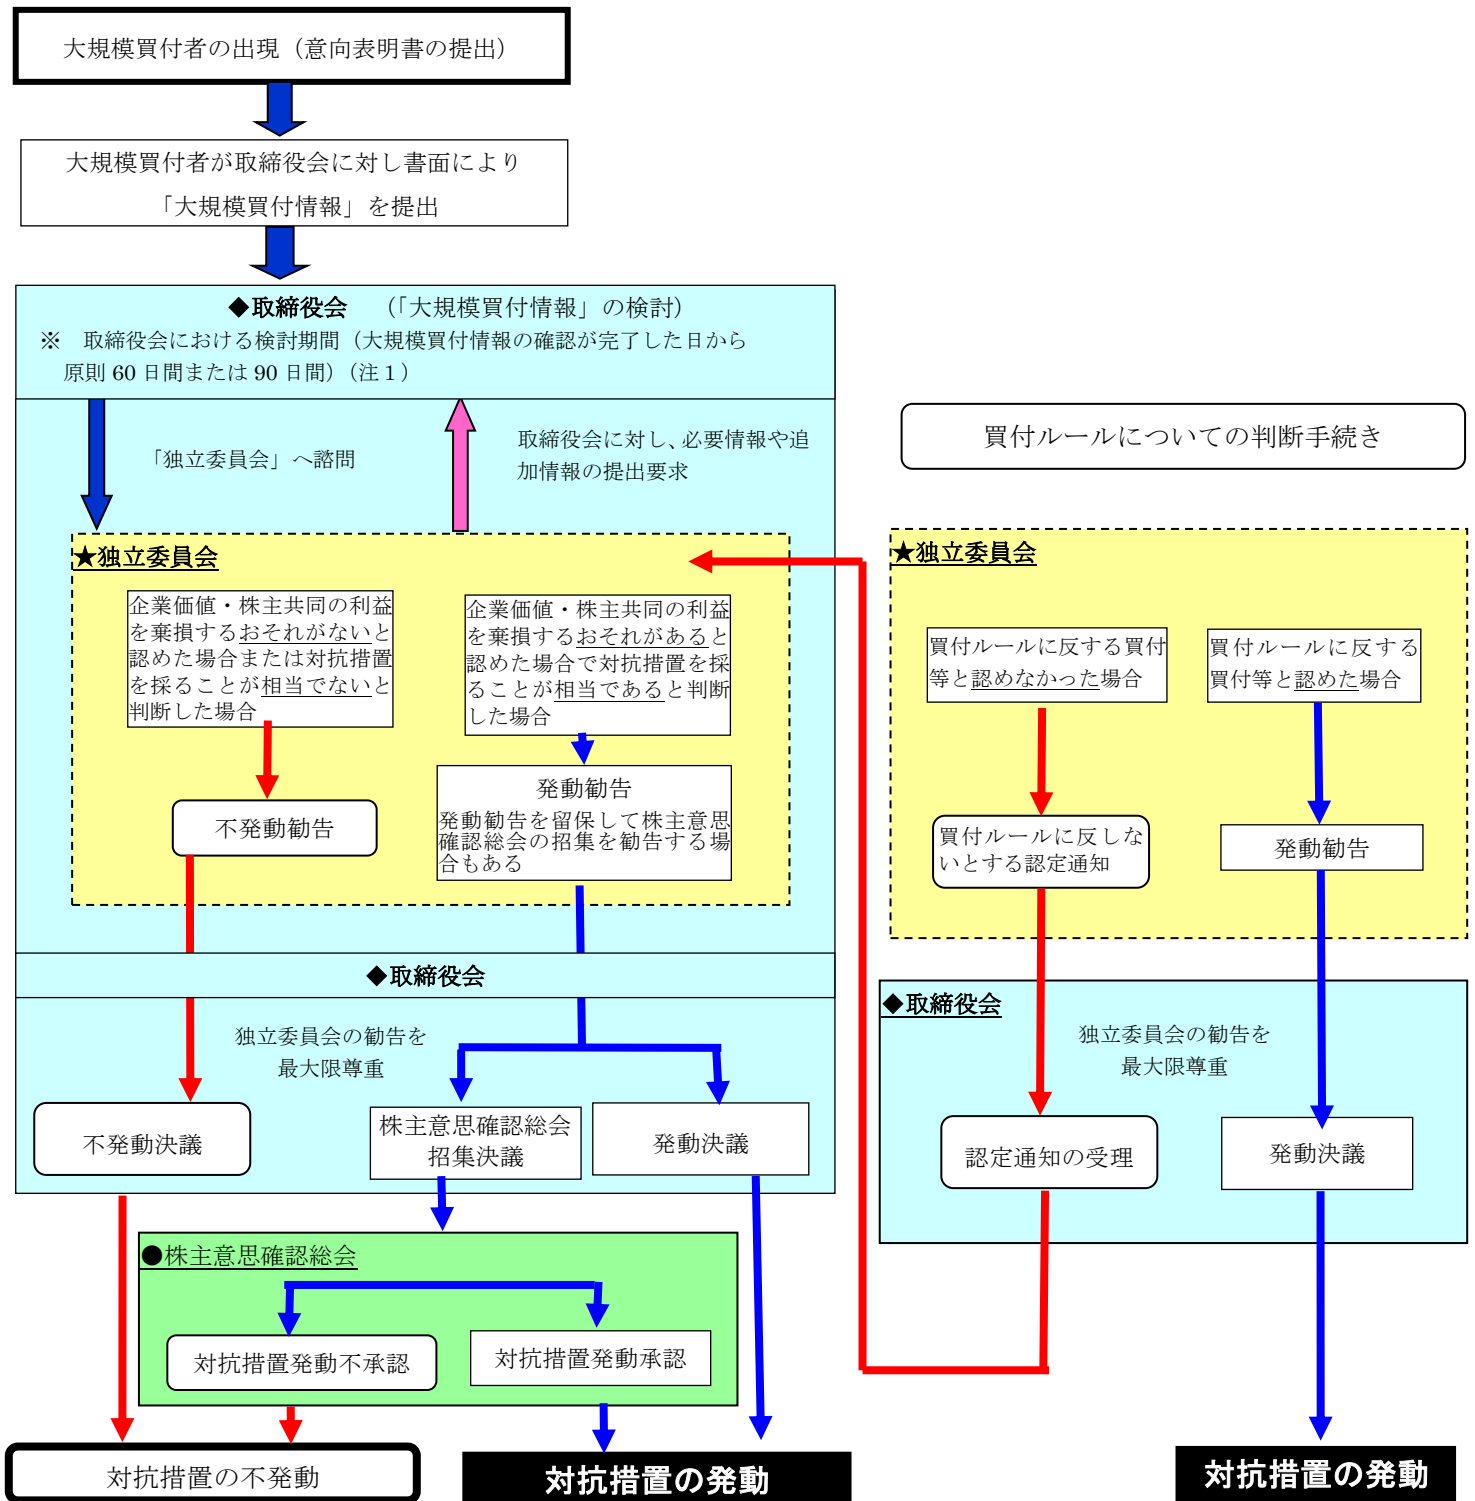 大規模買付者の出現（意向表明書の提出）
大規模買付者が取締役会に対し書面により
「大規模買付情報」を提出
◆取締役会　（「大規模買付情報」の検討）
※　取締役会における検討期間（大規模買付情報の確認が完了した日から
原則 60 日間または 90 日間）（注１）
「独立委員会」へ諮問
取締役会に対し、必要情報や追
加情報の提出要求
★独立委員会
企業価値・株主共同の利益
を棄損するおそれがないと
認めた場合または対抗措置
を採ることが相当でないと
判断した場合
企業価値・株主共同の利益
を棄損するおそれがあると
認めた場合で対抗措置を採
ることが相当であると判断
した場合
不発動勧告
発動勧告
発動勧告を留保して株主意思
確認総会の招集を勧告する場
合もある
◆取締役会
独立委員会の勧告を
最大限尊重
不発動決議
株主意思確認総会
招集決議
発動決議
●株主意思確認総会
対抗措置発動不承認
対抗措置発動承認
対抗措置の不発動
対抗措置の発動
買付ルールについての判断手続き
★独立委員会
買付ルールに反する買付
等と認めなかった場合
買付ルールに反する
買付等と認めた場合
買付ルールに反しな
いとする認定通知
発動勧告
◆取締役会
独立委員会の勧告を
最大限尊重
認定通知の受理
発動決議
対抗措置の発動